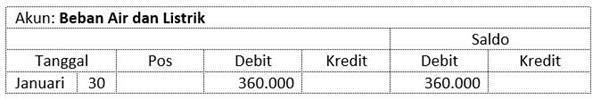 Akun: Beban Air dan Listrik
Saldo
Tanggal Pos Debit Kredit Debit Kredit
Januari 30 360.000 360.000